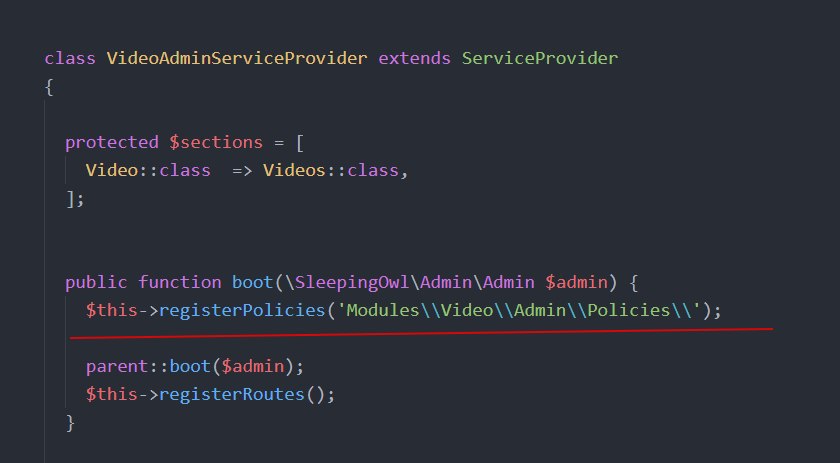 class VideoAdminServiceProvider extends ServiceProvider
{
protected $sections = [
Video::class  => Videos::class,
];
public function boot(\SleepingOwl\Admin\Admin $admin) {
$this->registerPolicies('Modules\\Video\\Admin\\Policies\\');
parent::boot($admin);
$this->registerRoutes();
}